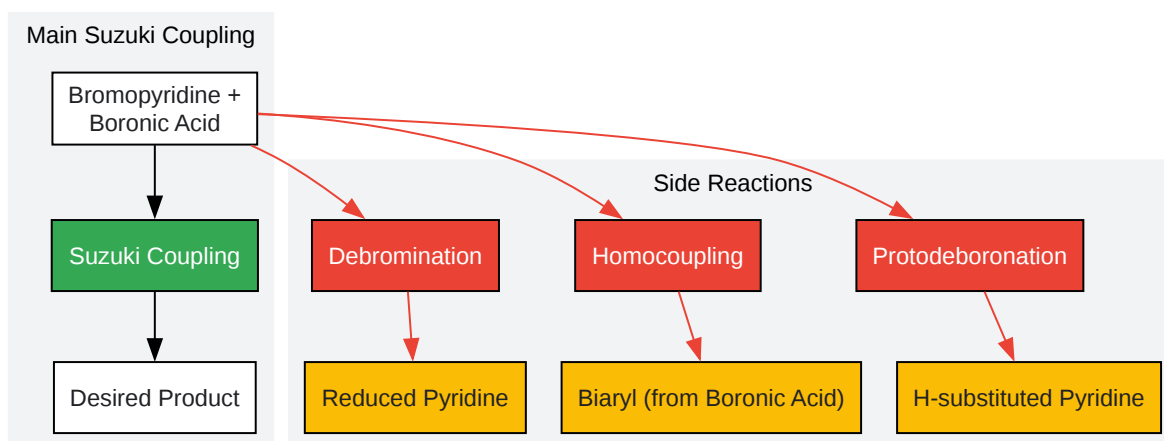 Main Suzuki Coupling
Bromopyridine +
Boronic Acid
Side Reactions
Suzuki Coupling
Debromination
Homocoupling
Protodeboronation
Desired Product
Reduced Pyridine
Biaryl (from Boronic Acid)
H-substituted Pyridine